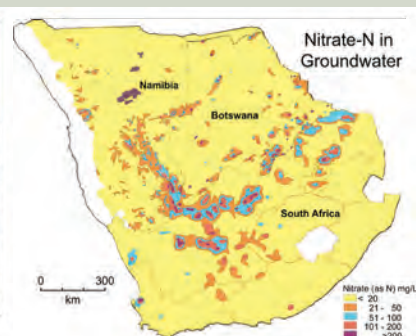 Nitrate-N in
Groundwater
Namibia
Botswana
South Africa
0 300
km
Nitrate (as N) mg/L
< 20
21 - 50
51 - 100
101 - 200
>200